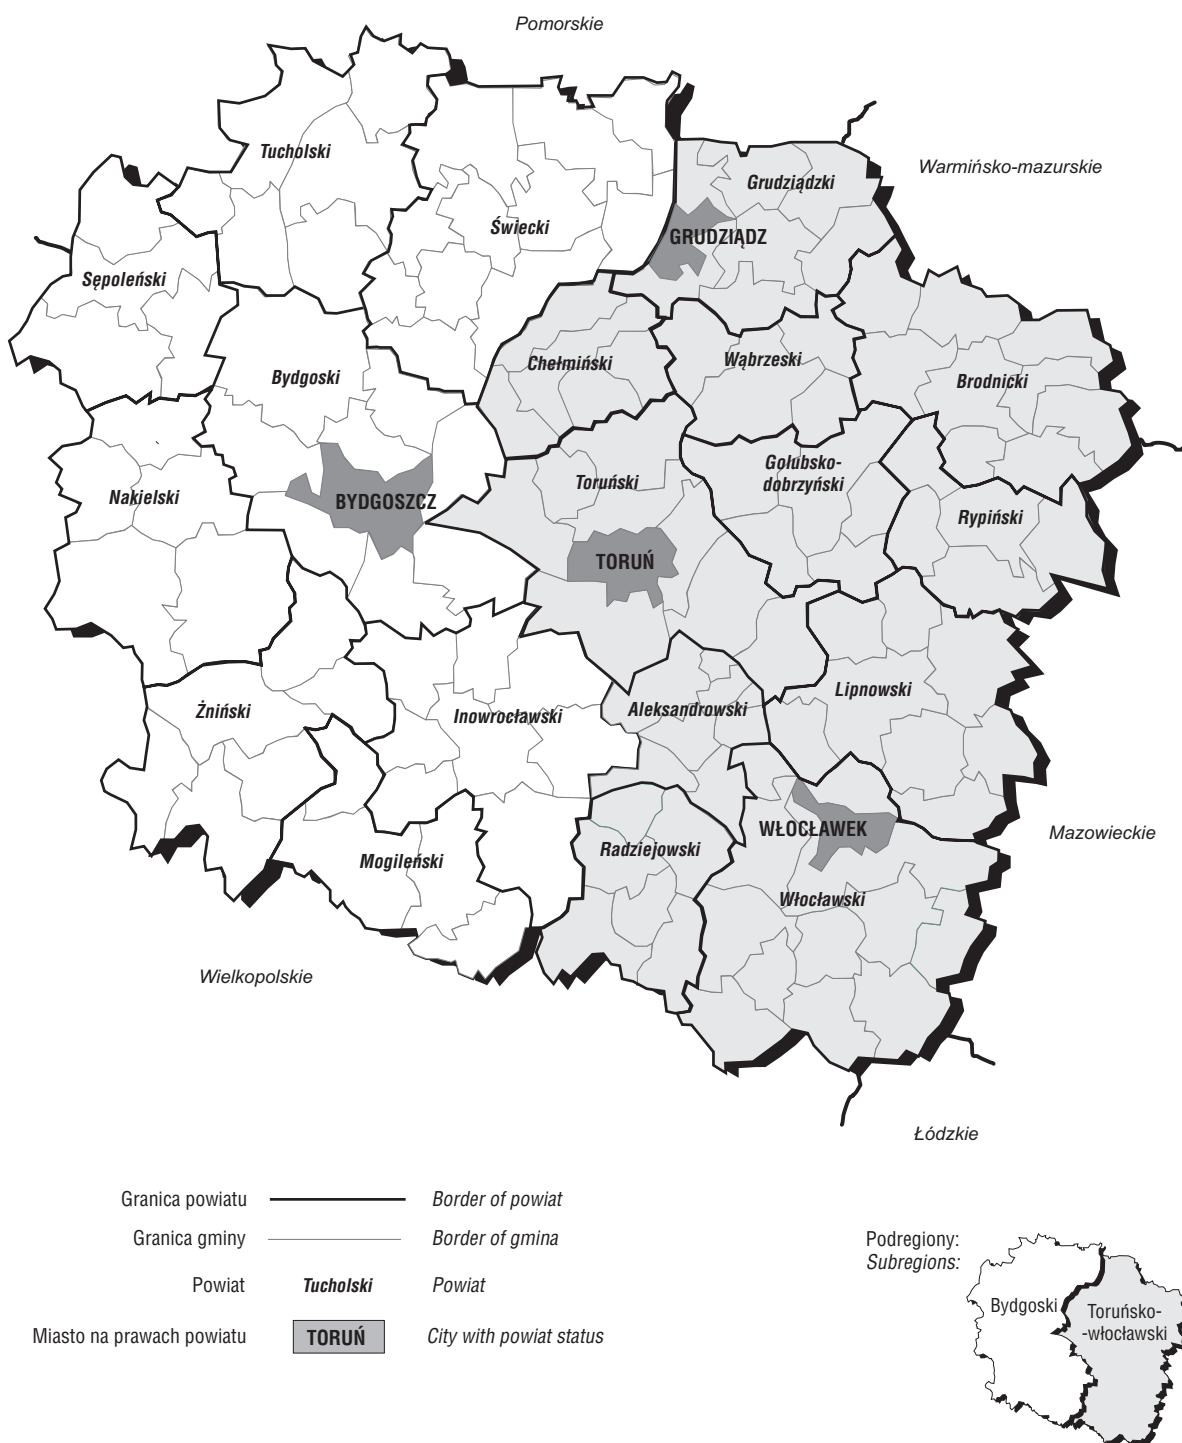 Pomorskie
Warmińsko-mazurskie
Tucholski
Grudziądzki
Świecki
GRUDZIĄDZ
Sępoleński
Chełmiński
Wąbrzeski
Bydgoski
Brodnicki
Gołubsko-
dobrzyński
Toruński
Nakielski
BYDGOSZCZ
Rypiński
TORUŃ
Lipnowski
Żniński
Inowrocławski
Aleksandrowski
WŁOCŁAWEK
Mazowieckie
Radziejowski
Mogileński
Włocławski
Wielkopolskie
Łódzkie
Granica powiatu Border of powiat
Granica gminy Border of gmina
Powiat Tucholski Powiat
Miasto na prawach powiatu TORUŃ City with powiat status
Podregiony:
Subregions:
Bydgoski
Toruńsko-
-włocławski